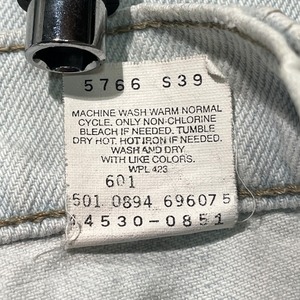 5766 S39
MACHINE WASH WARM NORMAL
CYCLE. ONLY NON-CHLORINE
BLEACH IF NEEDED. TUMBLE
DRY HOT. HOT IRON IF NEEDED.
WASH AND DRY
WITH LIKE COLORS.
WPL 423
601
501 0894 696075
14530-0851